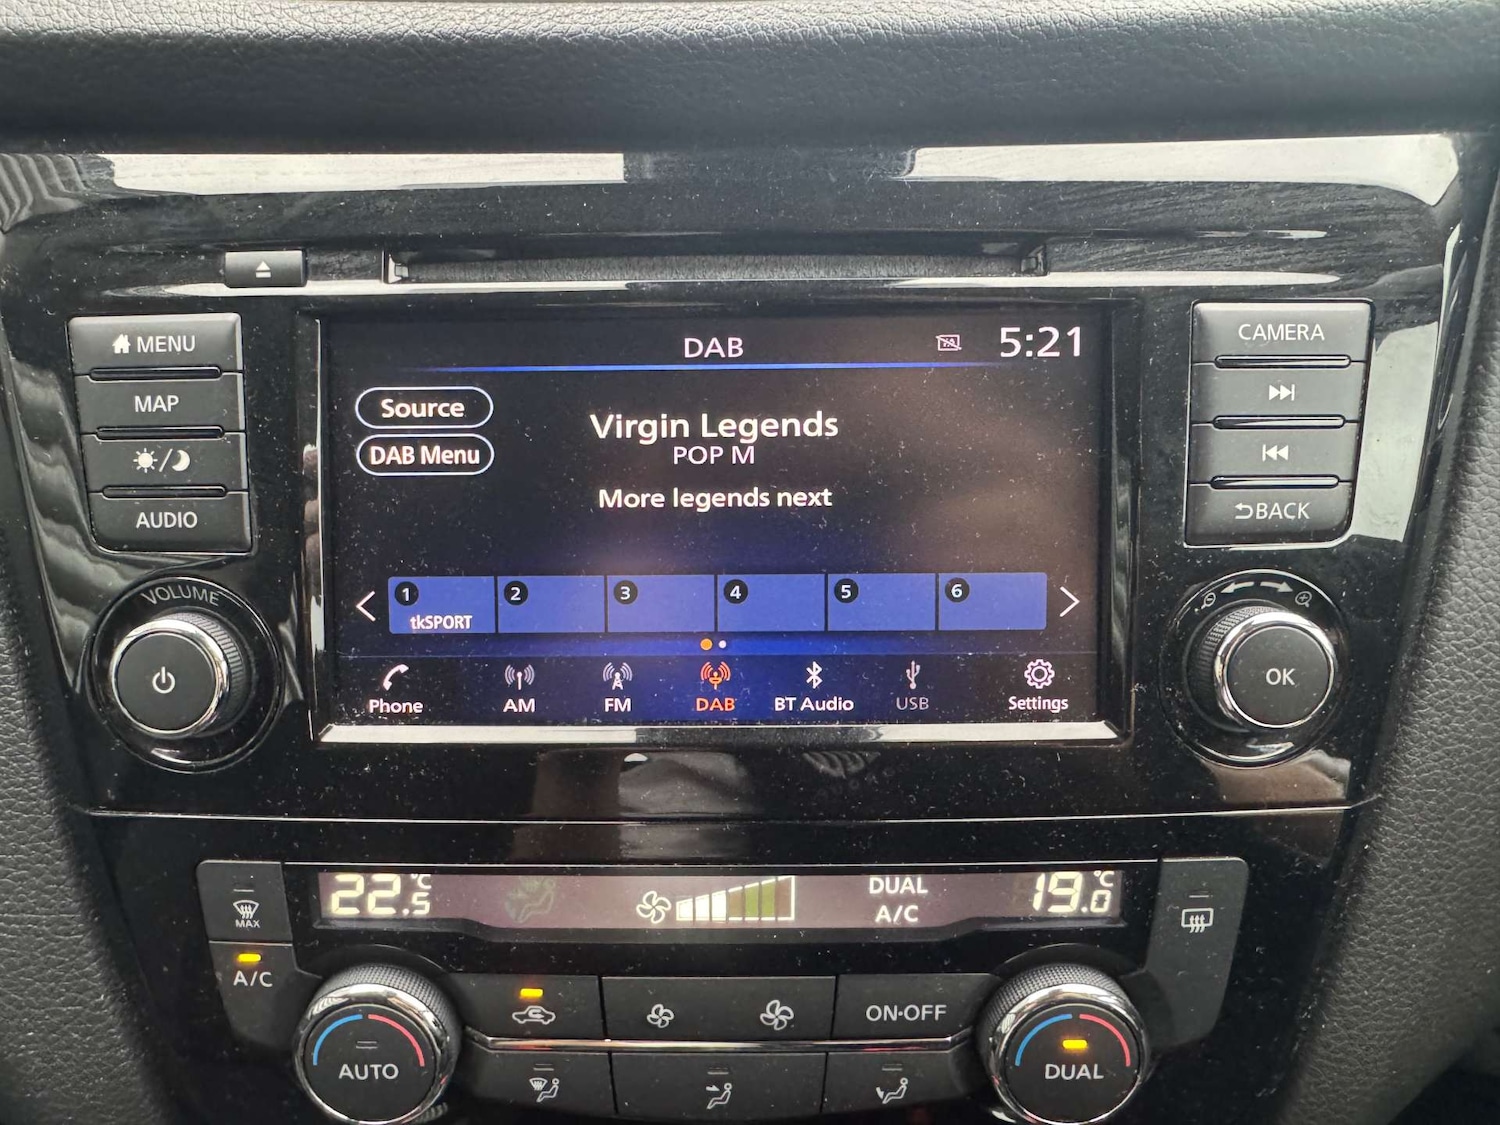 MENU
MAP
AUDIO
VOLUME
DAB
TA
5:21
Source
DAB Menu
Virgin Legends
POP M
More legends next
1
tkSPORT
2
3
4
5
6
Phone
AM
FM
DAB
BT Audio
USB
Settings
CAMERA
BACK
OK
22.5°C
DUAL
A/C
19.0°C
MAX
A/C
AUTO
ON·OFF
DUAL